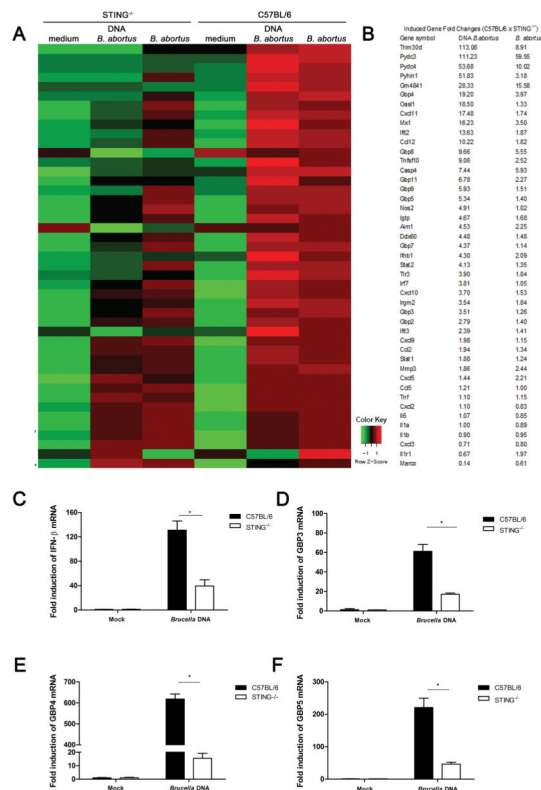 A
STING-/-
C57BL/6
DNA
DNA
medium
B. abortus
B. abortus
medium
B. abortus
B. abortus
Color Key
-1 1
Row Z-Score
B
Induced Gene Fold Changes (C57BL/6 x STING-/-)
Gene symbol DNA B.abortus B. abortus
Trim30d 113.08 8.91
Pydc3 111.23 59.55
Pydc4 53.68 10.02
Pyhin1 51.83 3.18
Gm4841 28.33 15.58
Gbp4 19.20 3.97
Oasl1 18.50 1.33
Cxcl11 17.48 1.74
Mx1 16.23 3.50
Ifit2 13.63 1.87
Ccl12 10.22 1.82
Gbp8 9.66 5.55
Tnfsf10 9.06 2.52
Casp4 7.44 5.93
Gbp11 6.78 2.27
Gbp9 5.93 1.51
Gbp5 5.34 1.40
Nos2 4.91 1.02
Igtp 4.67 1.68
Aim1 4.53 2.25
Ddx60 4.48 1.48
Gbp7 4.37 1.14
Ifnb1 4.30 2.09
Stat2 4.13 1.35
Tlr3 3.90 1.84
Irf7 3.81 1.05
Cxcl10 3.70 1.53
Irgm2 3.54 1.84
Gbp3 3.51 1.26
Gbp2 2.79 1.40
Ifit3 2.39 1.41
Cxcl9 1.98 1.15
Ccl2 1.94 1.34
Stat1 1.88 1.24
Mmp3 1.86 2.44
Cxcl5 1.44 2.21
Ccl5 1.21 1.00
Tnf 1.10 1.15
Cxcl2 1.10 0.83
Il6 1.07 0.85
Il1a 1.00 0.89
Il1b 0.90 0.95
Cxcl3 0.71 0.80
Il1r1 0.67 1.97
Marco 0.14 0.61
C
Fold induction of IFN-β mRNA
160
120
80
40
0
*
C57BL/6
STING-/-
Mock
Brucella DNA
D
Fold induction of GBP3 mRNA
100
80
60
40
20
0
*
C57BL/6
STING-/-
Mock
Brucella DNA
E
Fold induction of GBP4 mRNA
700
600
500
400
300
20
10
0
*
C57BL/6
STING-/-
Mock
Brucella DNA
F
Fold induction of GBP5 mRNA
300
200
100
0
*
C57BL/6
STING-/-
Mock
Brucella DNA